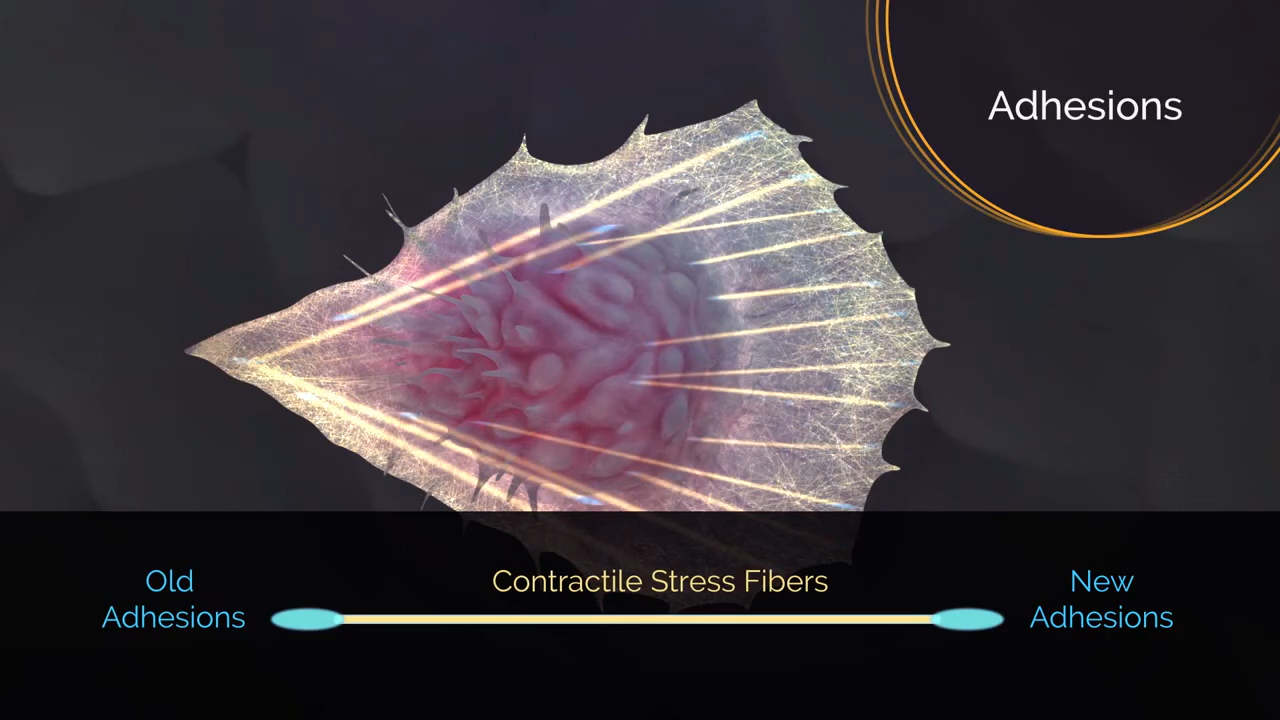 Adhesions
Old
Adhesions
Contractile Stress Fibers
New
Adhesions